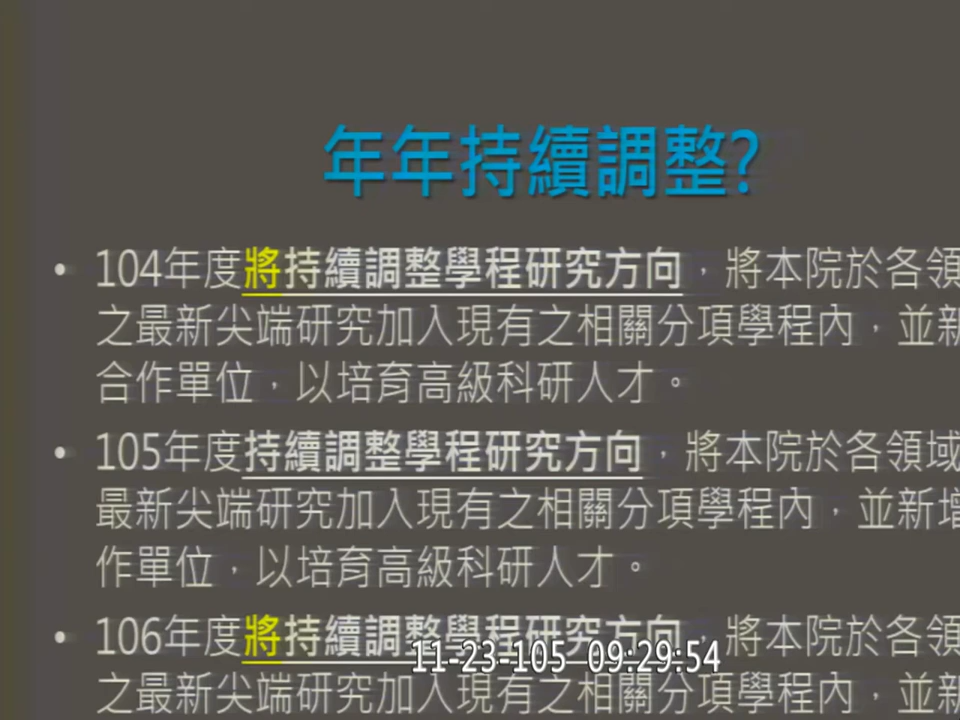 年年持續調整?
• 104年度將持續調整學程研究方向，將本院於各領
之最新尖端研究加入現有之相關分項學程內，並新
合作單位，以培育高級科研人才。
• 105年度持續調整學程研究方向，將本院於各領域
最新尖端研究加入現有之相關分項學程內，並新增
作單位，以培育高級科研人才。
• 106年度將持續調整學程研究方向，將本院於各領
11-23-105 09:29:54
之最新尖端研究加入現有之相關分項學程內，並新